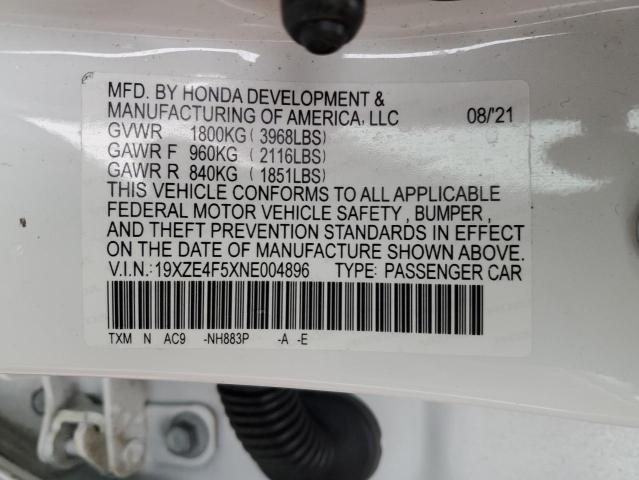 MFD. BY HONDA DEVELOPMENT &
MANUFACTURING OF AMERICA, LLC 08/'21
GVWR 1800KG ( 3968LBS)
GAWR F 960KG ( 2116LBS)
GAWR R 840KG ( 1851LBS)
THIS VEHICLE CONFORMS TO ALL APPLICABLE
FEDERAL MOTOR VEHICLE SAFETY , BUMPER ,
AND THEFT PREVENTION STANDARDS IN EFFECT
ON THE DATE OF MANUFACTURE SHOWN ABOVE.
V.I.N.:19XZE4F5XNE004896 TYPE: PASSENGER CAR
TXM N AC9 -NH883P -A -E